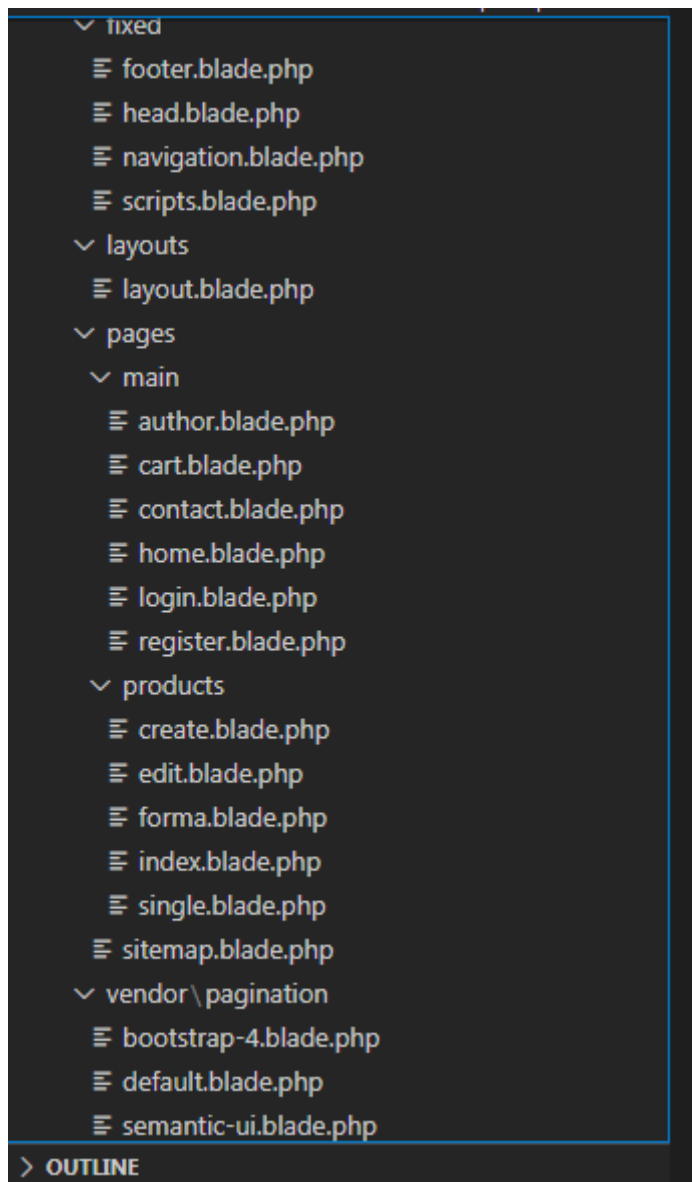 fixed
footer.blade.php
head.blade.php
navigation.blade.php
scripts.blade.php
layouts
layout.blade.php
pages
main
author.blade.php
cart.blade.php
contact.blade.php
home.blade.php
login.blade.php
register.blade.php
products
create.blade.php
edit.blade.php
forma.blade.php
index.blade.php
single.blade.php
sitemap.blade.php
vendor\pagination
bootstrap-4.blade.php
default.blade.php
semantic-ui.blade.php
OUTLINE